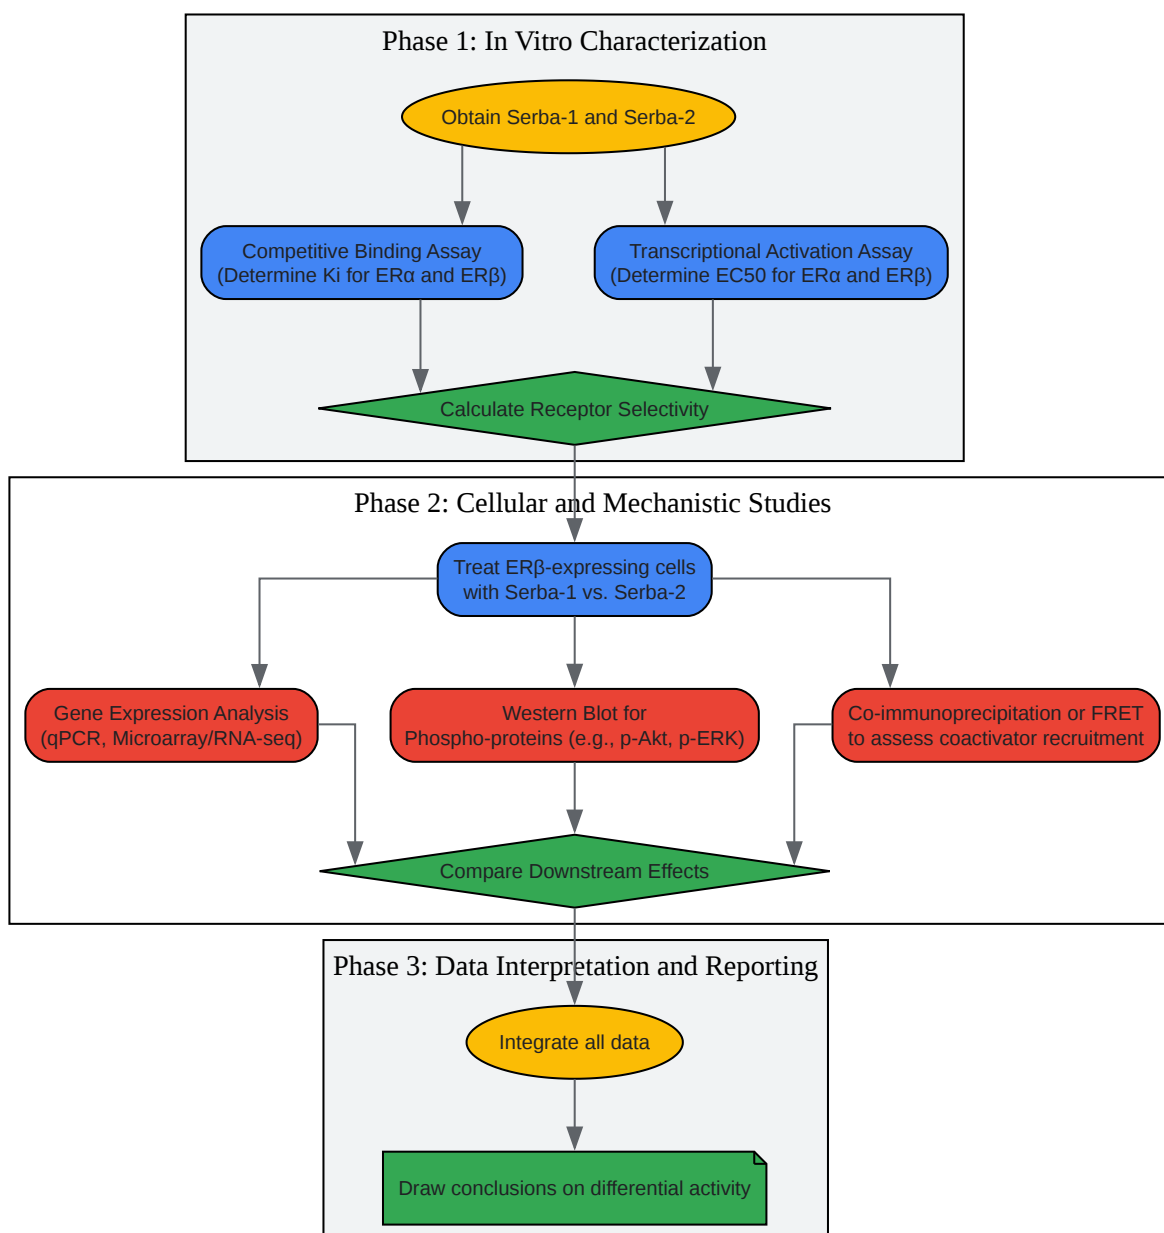 Phase 1: In Vitro Characterization
Obtain Serba-1 and Serba-2
Competitive Binding Assay
(Determine Ki for ERα and ERβ)
Transcriptional Activation Assay
(Determine EC50 for ERα and ERβ)
Calculate Receptor Selectivity
Phase 2: Cellular and Mechanistic Studies
Treat ERβ-expressing cells
with Serba-1 vs. Serba-2
Gene Expression Analysis
(qPCR, Microarray/RNA-seq)
Western Blot for
Phospho-proteins (e.g., p-Akt, p-ERK)
Co-immunoprecipitation or FRET
to assess coactivator recruitment
Compare Downstream Effects
Phase 3: Data Interpretation and Reporting
Integrate all data
Draw conclusions on differential activity